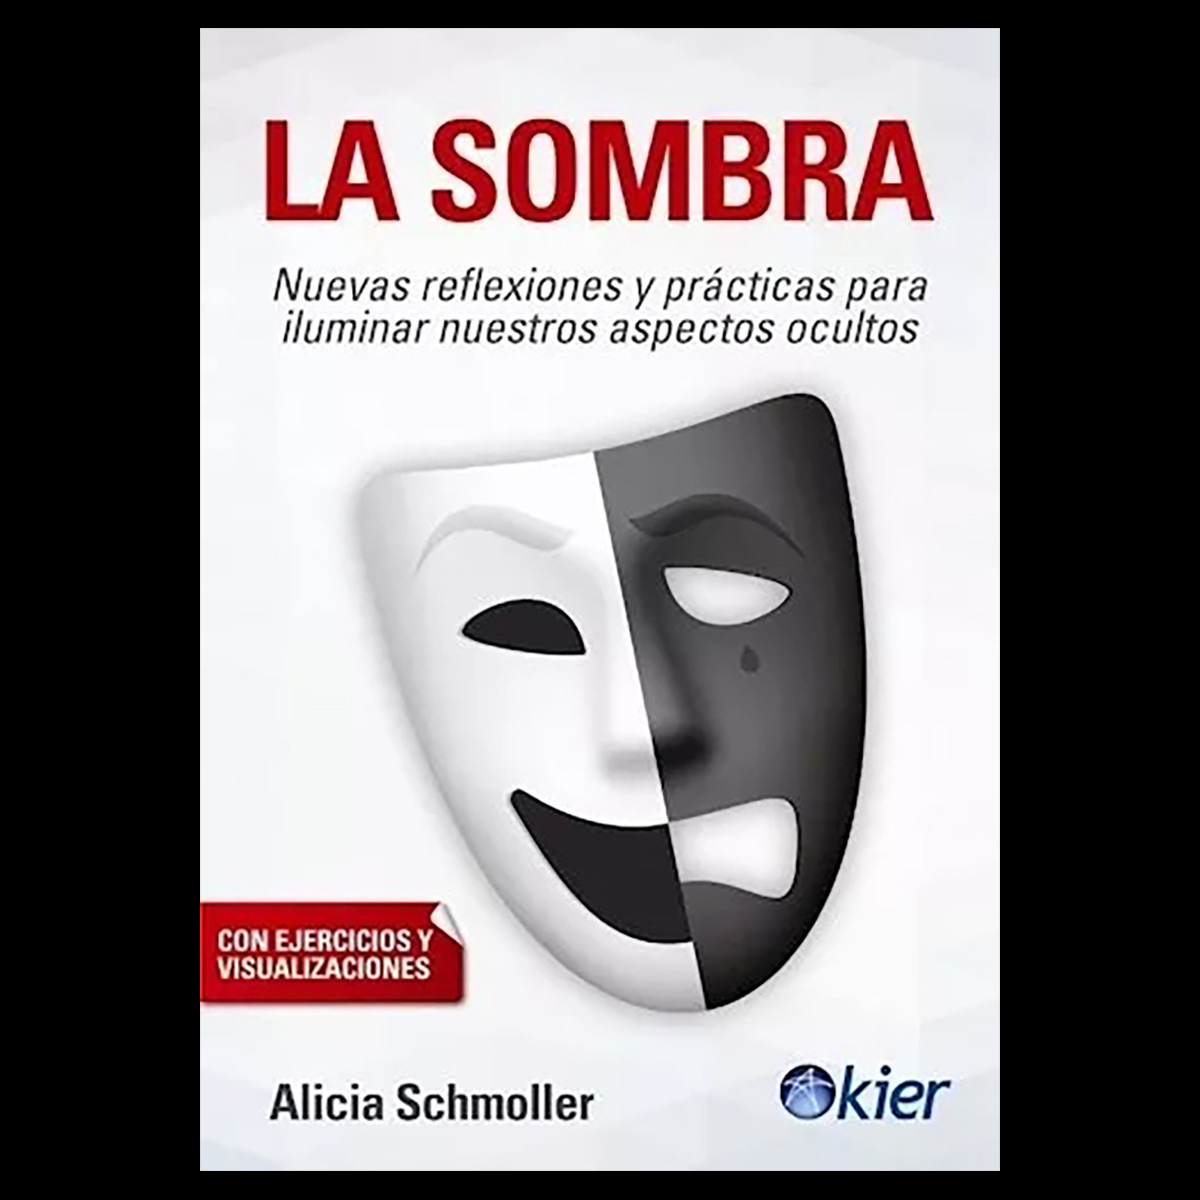 LA SOMBRA
Nuevas reflexiones y prácticas para
iluminar nuestros aspectos ocultos
CON EJERCICIOS Y
VISUALIZACIONES
Alicia Schmoller
kier